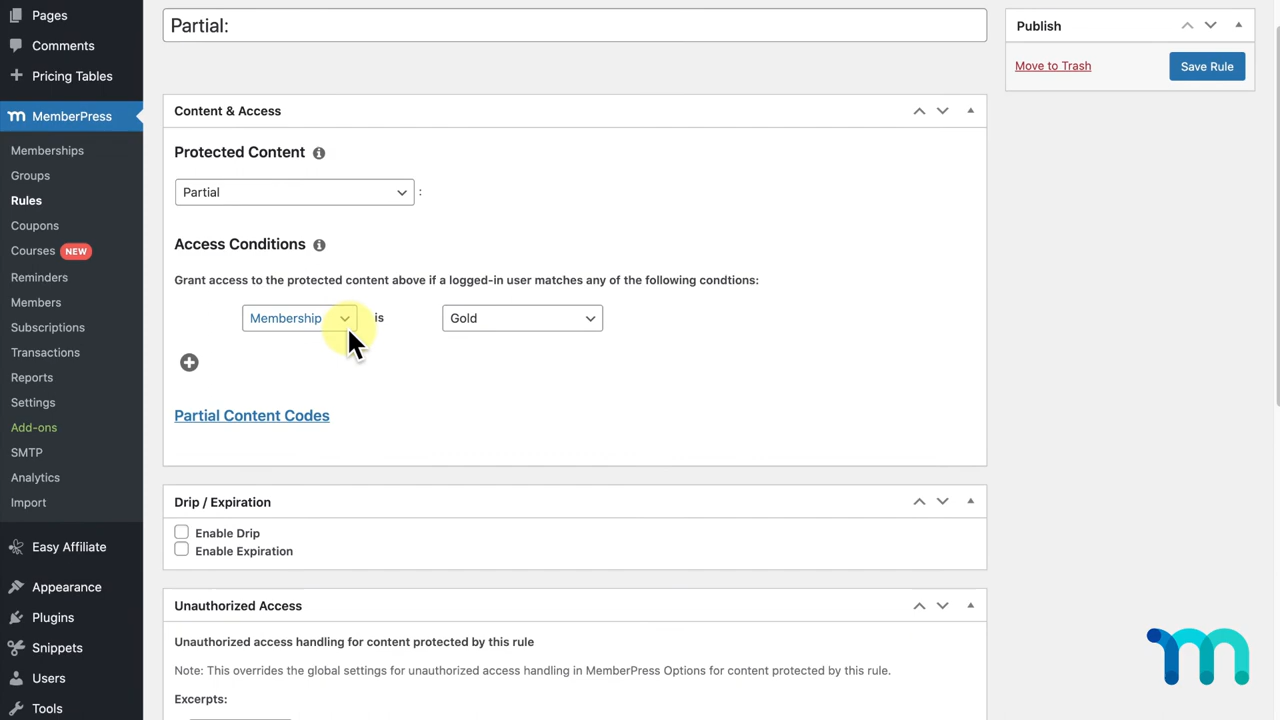 Pages
Comments
Pricing Tables
MemberPress
Memberships
Groups
Rules
Coupons
Courses NEW
Reminders
Members
Subscriptions
Transactions
Reports
Settings
Add-ons
SMTP
Analytics
Import
Easy Affiliate
Appearance
Plugins
Snippets
Users
Tools
Partial:
Content & Access
Protected Content
Partial :
Access Conditions
Grant access to the protected content above if a logged-in user matches any of the following condtions:
Membership is Gold
Partial Content Codes
Drip / Expiration
Enable Drip
Enable Expiration
Unauthorized Access
Unauthorized access handling for content protected by this rule
Note: This overrides the global settings for unauthorized access handling in MemberPress Options for content protected by this rule.
Excerpts:
Publish
Move to Trash Save Rule